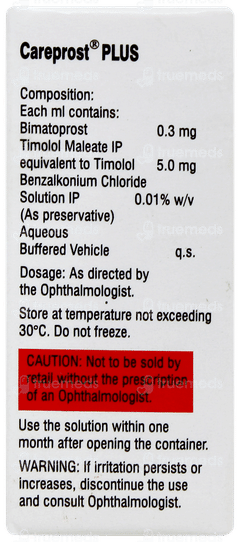 Careprost® PLUS
Composition:
Each ml contains:
Bimatoprost 0.3 mg
Timolol Maleate IP
equivalent to Timolol 5.0 mg
Benzalkonium Chloride
Solution IP 0.01% w/v
(As preservative)
Aqueous
Buffered Vehicle q.s.
Dosage: As directed by
the Ophthalmologist.
Store at temperature not exceeding
30°C. Do not freeze.
CAUTION: Not to be sold by
retail without the prescription
of an Ophthalmologist.
Use the solution within one
month after opening the container.
WARNING: If irritation persists or
increases, discontinue the use
and consult Ophthalmologist.